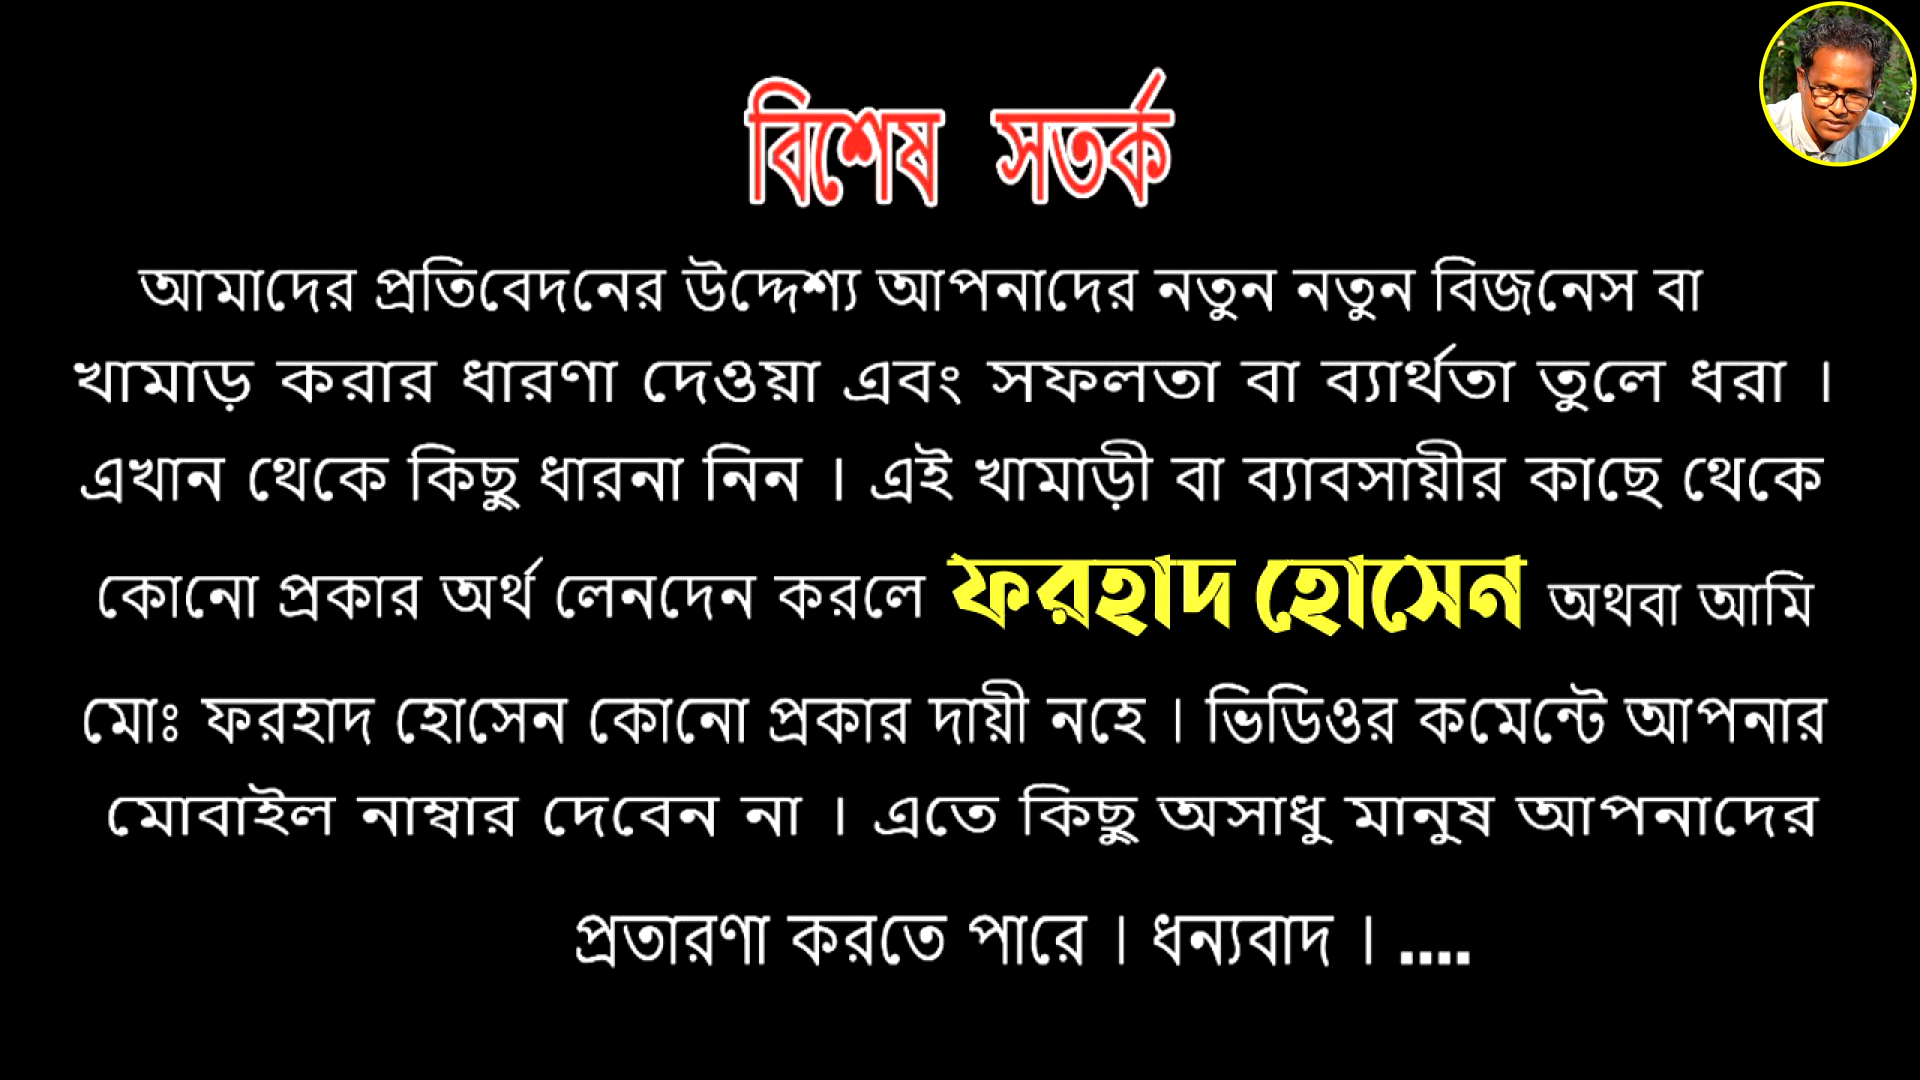 বিশেষ সতর্ক
আমাদের প্রতিবেদনের উদ্দেশ্য আপনাদের নতুন নতুন বিজনেস বা
খামাড় করার ধারণা দেওয়া এবং সফলতা বা ব্যার্থতা তুলে ধরা ।
এখান থেকে কিছু ধারনা নিন । এই খামাড়ী বা ব্যাবসায়ীর কাছে থেকে
কোনো প্রকার অর্থ লেনদেন করলে ফরহাদ হোসেন অথবা আমি
মোঃ ফরহাদ হোসেন কোনো প্রকার দায়ী নহে । ভিডিওর কমেন্টে আপনার
মোবাইল নাম্বার দেবেন না । এতে কিছু অসাধু মানুষ আপনাদের
প্রতারণা করতে পারে । ধন্যবাদ । ....